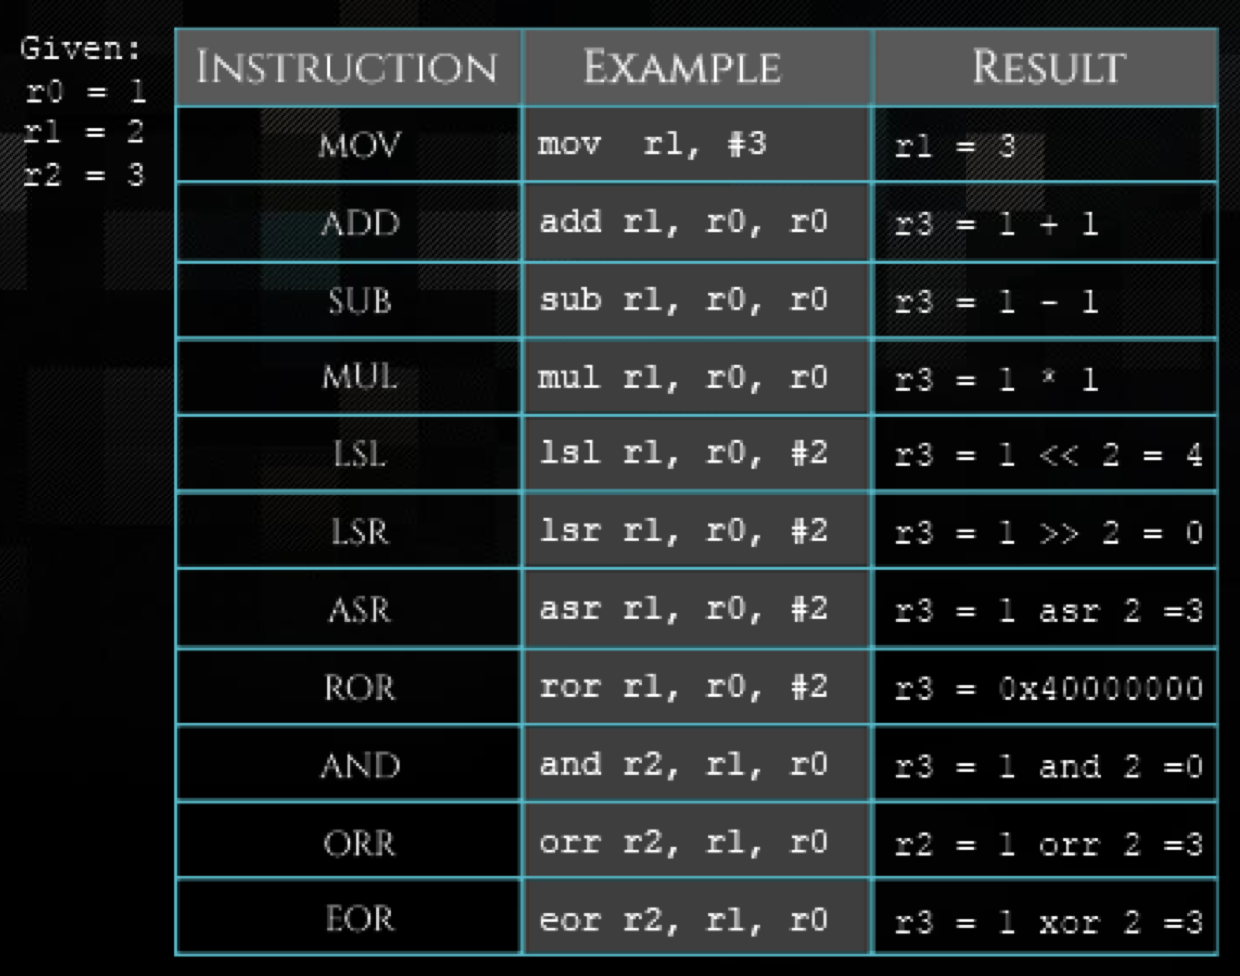 Given:
r0 = 1
r1 = 2
r2 = 3
INSTRUCTION EXAMPLE RESULT
MOV mov r1, #3 r1 = 3
ADD add r1, r0, r0 r3 = 1 + 1
SUB sub r1, r0, r0 r3 = 1 - 1
MUL mul r1, r0, r0 r3 = 1 * 1
LSL lsl r1, r0, #2 r3 = 1 << 2 = 4
LSR lsr r1, r0, #2 r3 = 1 >> 2 = 0
ASR asr r1, r0, #2 r3 = 1 asr 2 =3
ROR ror r1, r0, #2 r3 = 0x40000000
AND and r2, r1, r0 r3 = 1 and 2 =0
ORR orr r2, r1, r0 r2 = 1 orr 2 =3
EOR eor r2, r1, r0 r3 = 1 xor 2 =3